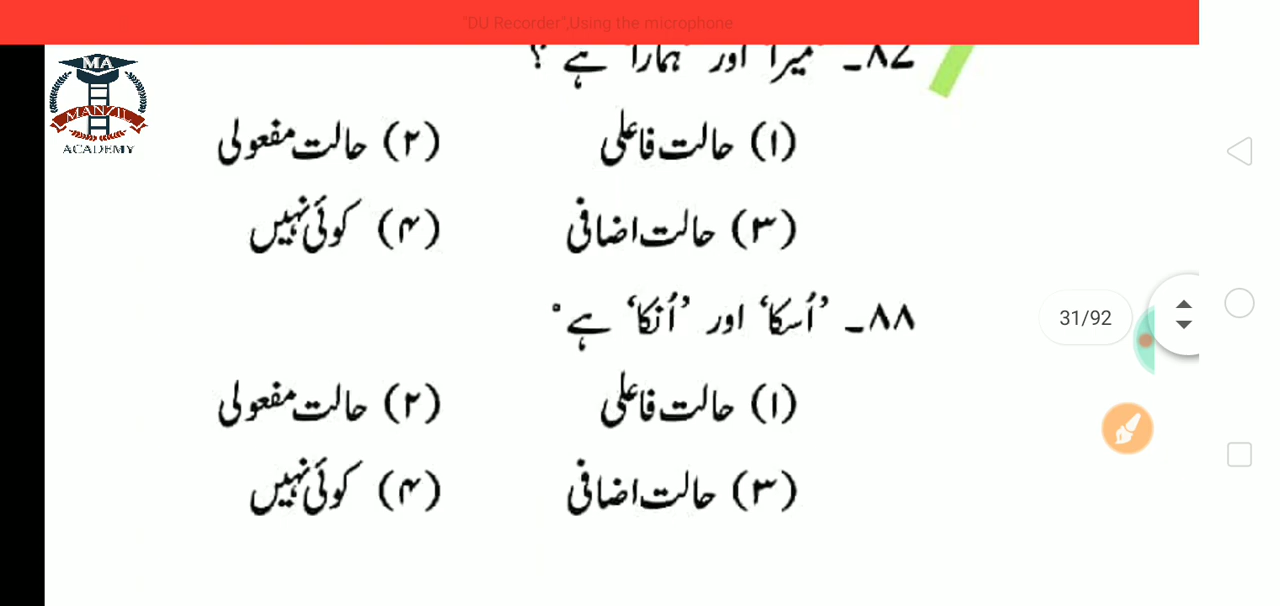 "DU Recorder",Using the microphone
MA
MANZIL
ACADEMY
۸۷۔ 'میرا' اور 'ہمارا' ہے ؟
(۱) حالت فاعلی (۲) حالت مفعولی
(۳) حالت اضافی (۴) کوئی نہیں
۸۸۔ 'اُسکا' اور 'اُنکا' ہے ؟
(۱) حالت فاعلی (۲) حالت مفعولی
(۳) حالت اضافی (۴) کوئی نہیں
31/92